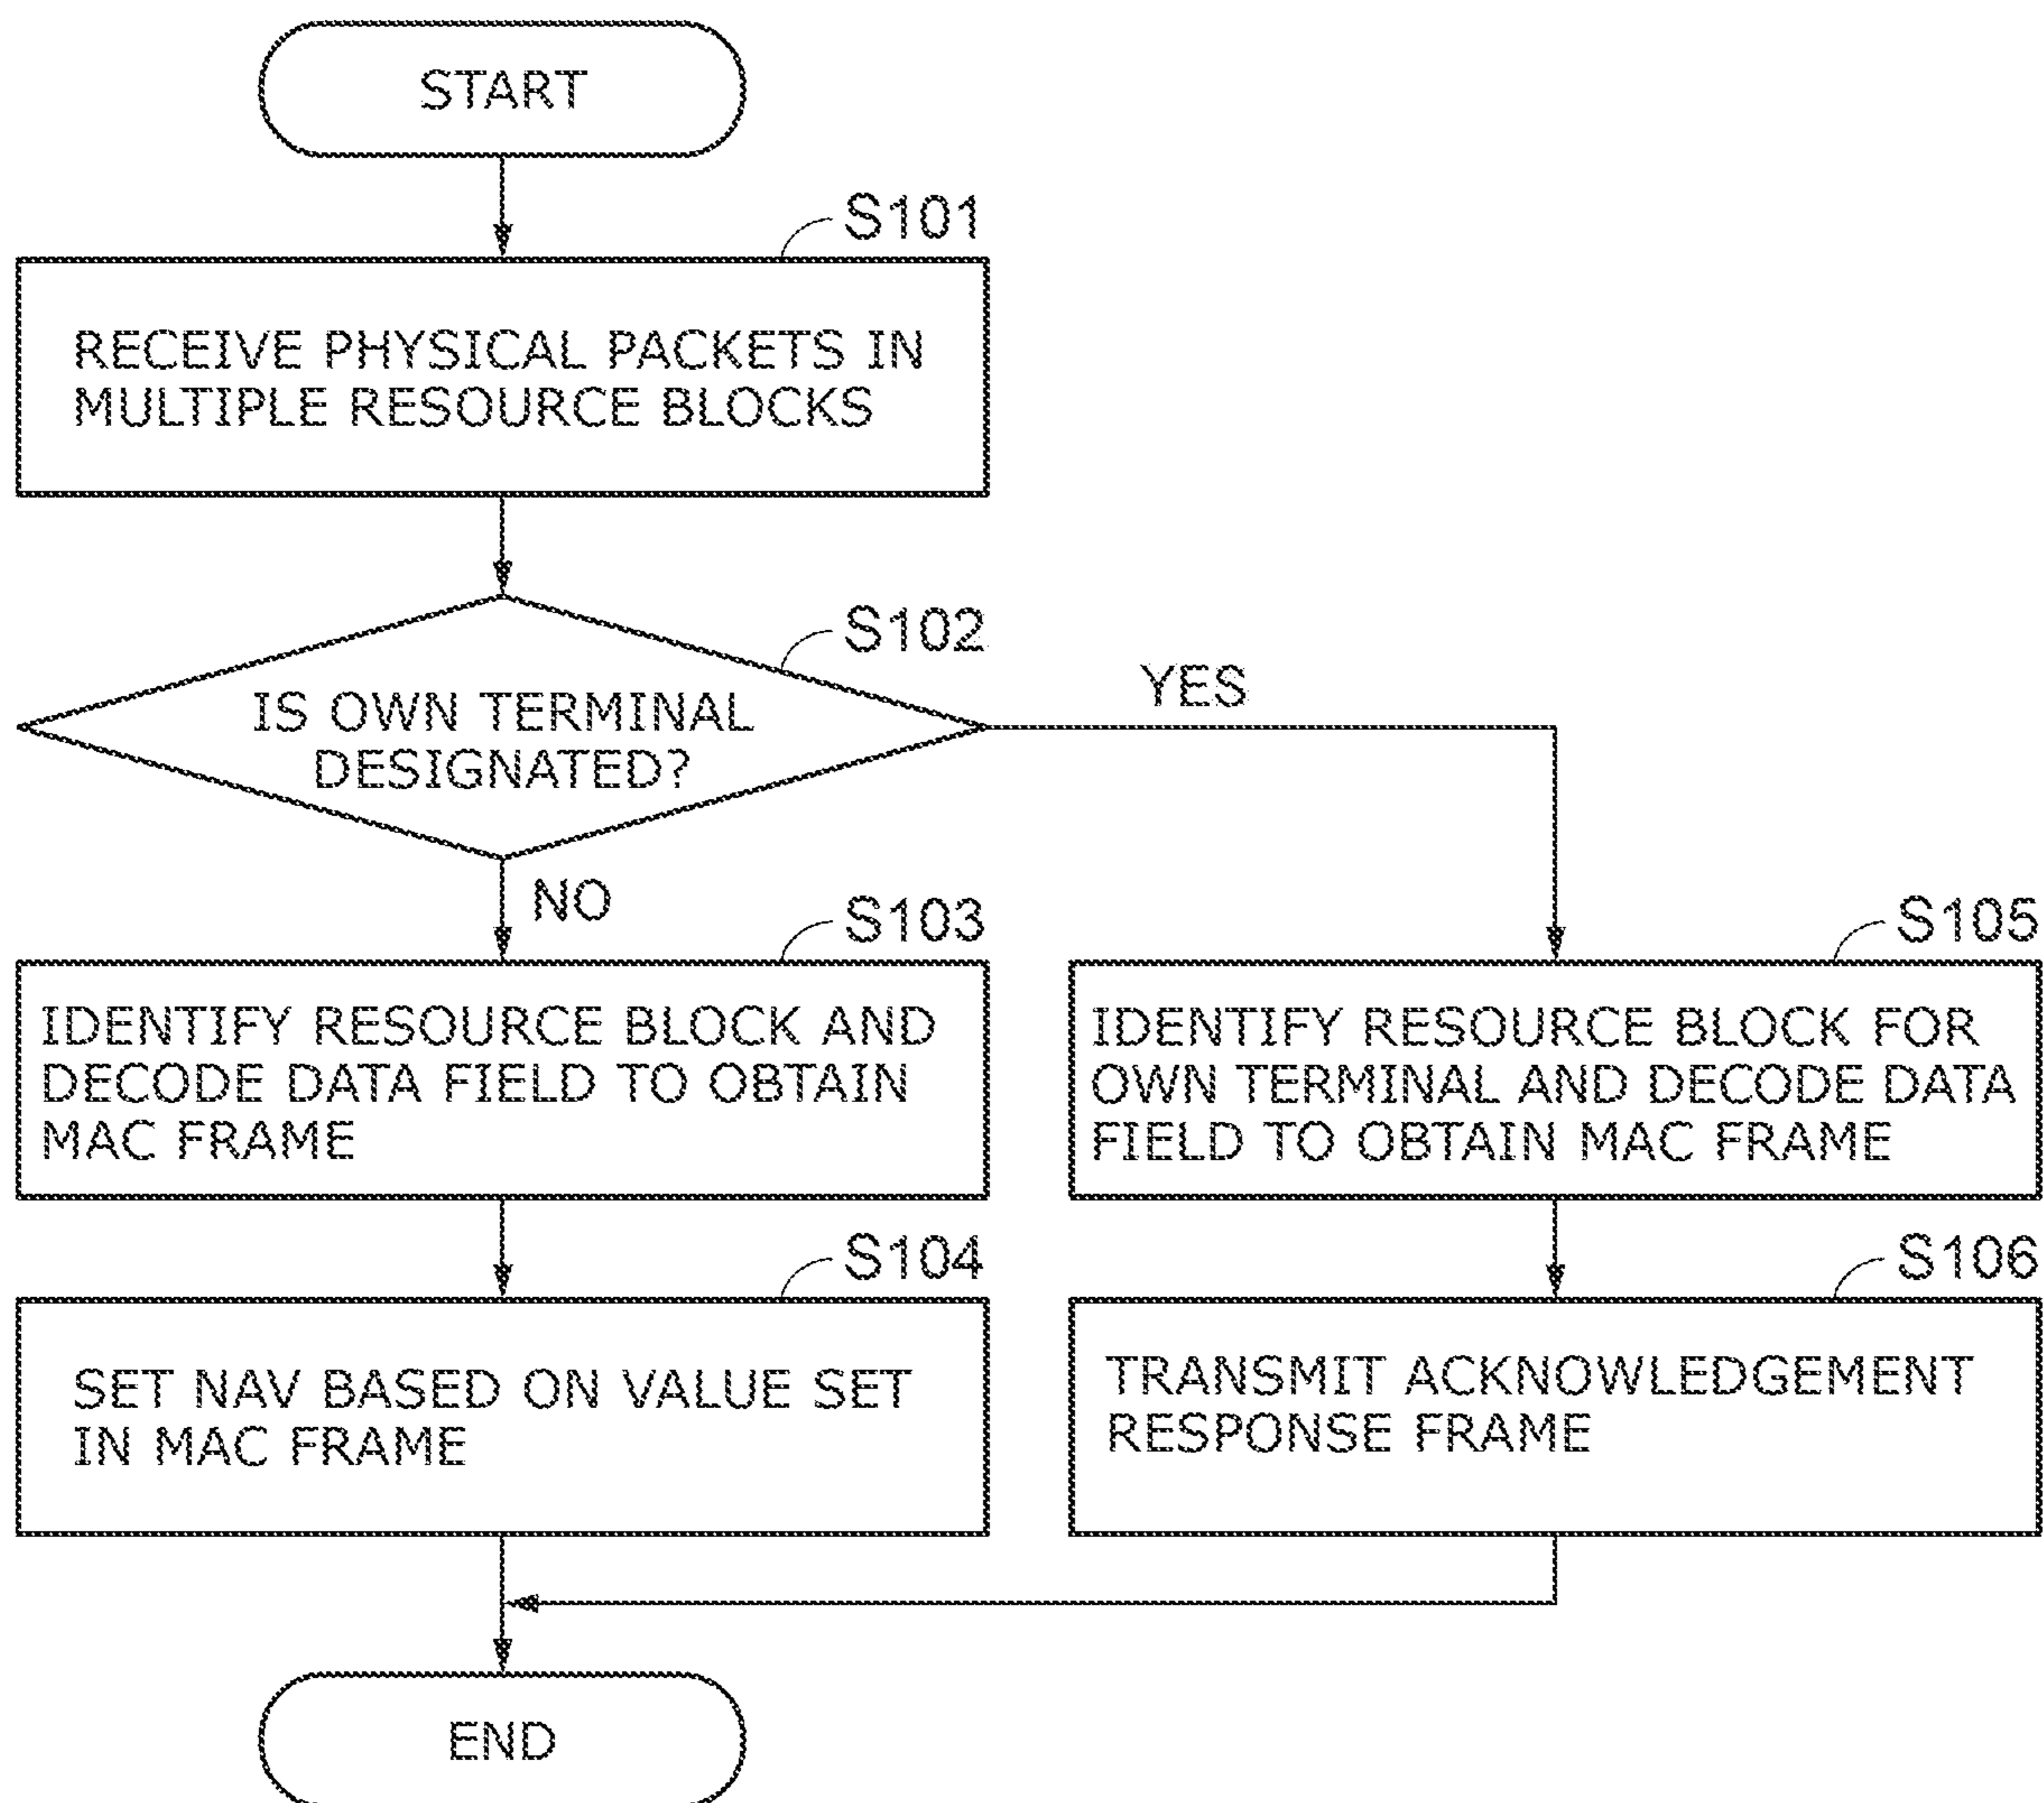 START
S101
RECEIVE PHYSICAL PACKETS IN
MULTIPLE RESOURCE BLOCKS
S102
IS OWN TERMINAL
DESIGNATED?
YES
NO
S103
IDENTIFY RESOURCE BLOCK AND
DECODE DATA FIELD TO OBTAIN
MAC FRAME
S104
SET NAV BASED ON VALUE SET
IN MAC FRAME
S105
IDENTIFY RESOURCE BLOCK FOR
OWN TERMINAL AND DECODE DATA
FIELD TO OBTAIN MAC FRAME
S106
TRANSMIT ACKNOWLEDGEMENT
RESPONSE FRAME
END